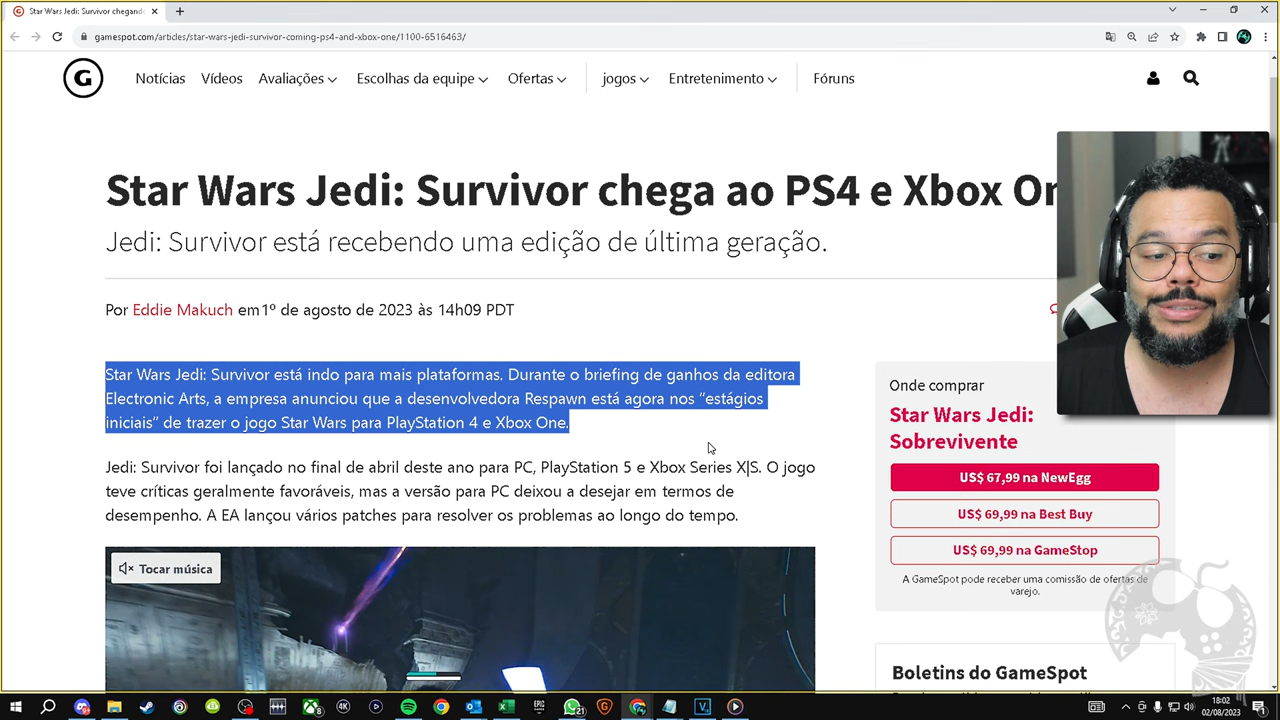 Star Wars Jedi: Survivor chegand
gamespot.com/articles/star-wars-jedi-survivor-coming-ps4-and-xbox-one/1100-6516463/
G
Notícias Vídeos Avaliações Escolhas da equipe Ofertas jogos Entretenimento Fóruns
Star Wars Jedi: Survivor chega ao PS4 e Xbox On
Jedi: Survivor está recebendo uma edição de última geração.
Por Eddie Makuch em1º de agosto de 2023 às 14h09 PDT
Star Wars Jedi: Survivor está indo para mais plataformas. Durante o briefing de ganhos da editora
Electronic Arts, a empresa anunciou que a desenvolvedora Respawn está agora nos “estágios
iniciais“ de trazer o jogo Star Wars para PlayStation 4 e Xbox One.
Jedi: Survivor foi lançado no final de abril deste ano para PC, PlayStation 5 e Xbox Series X|S. O jogo
teve críticas geralmente favoráveis, mas a versão para PC deixou a desejar em termos de
desempenho. A EA lançou vários patches para resolver os problemas ao longo do tempo.
Tocar música
Onde comprar
Star Wars Jedi:
Sobrevivente
US$ 67,99 na NewEgg
US$ 69,99 na Best Buy
US$ 69,99 na GameStop
A GameSpot pode receber uma comissão de ofertas de
varejo.
Boletins do GameSpot
4K
EPIC
21
18:02
02/08/2023